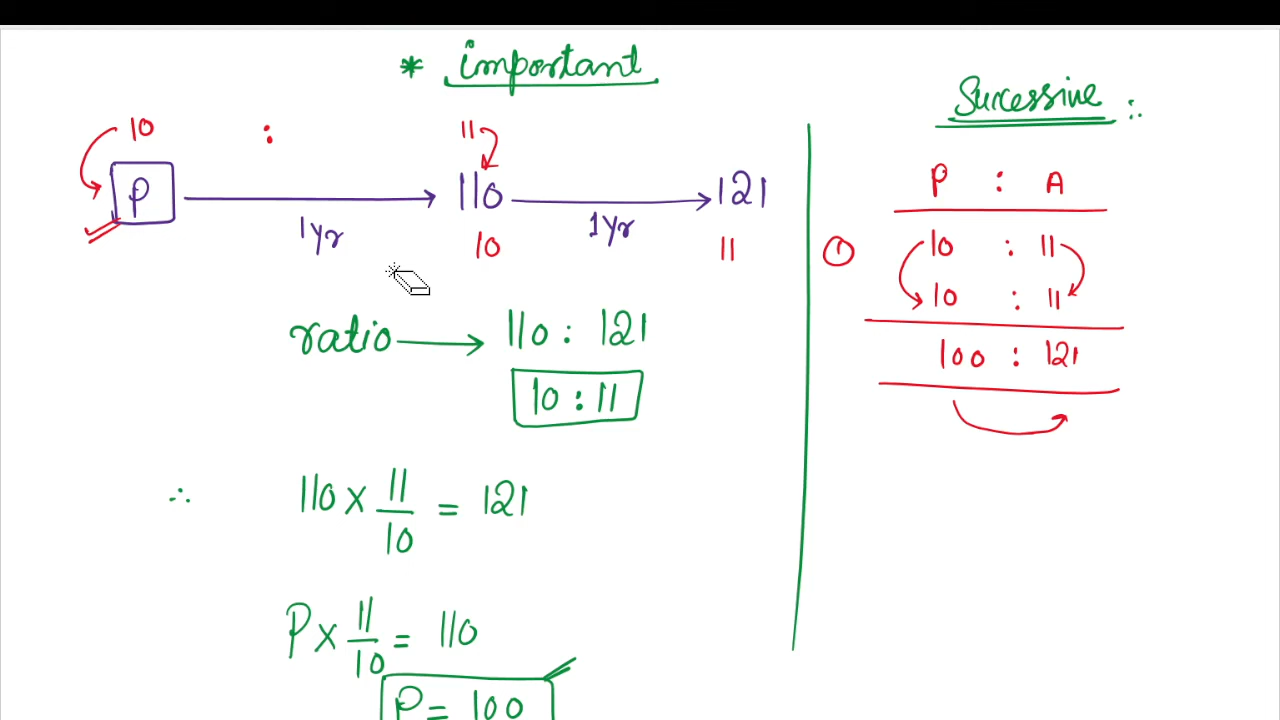 * important
10 : 11
P 110 121
1yr 1yr
10 11
ratio → 110 : 121
10 : 11
∴ 110 x 11/10 = 121
P x 11/10 = 110
P = 100
Successive :
P : A
① 10 : 11
10 : 11
100 : 121